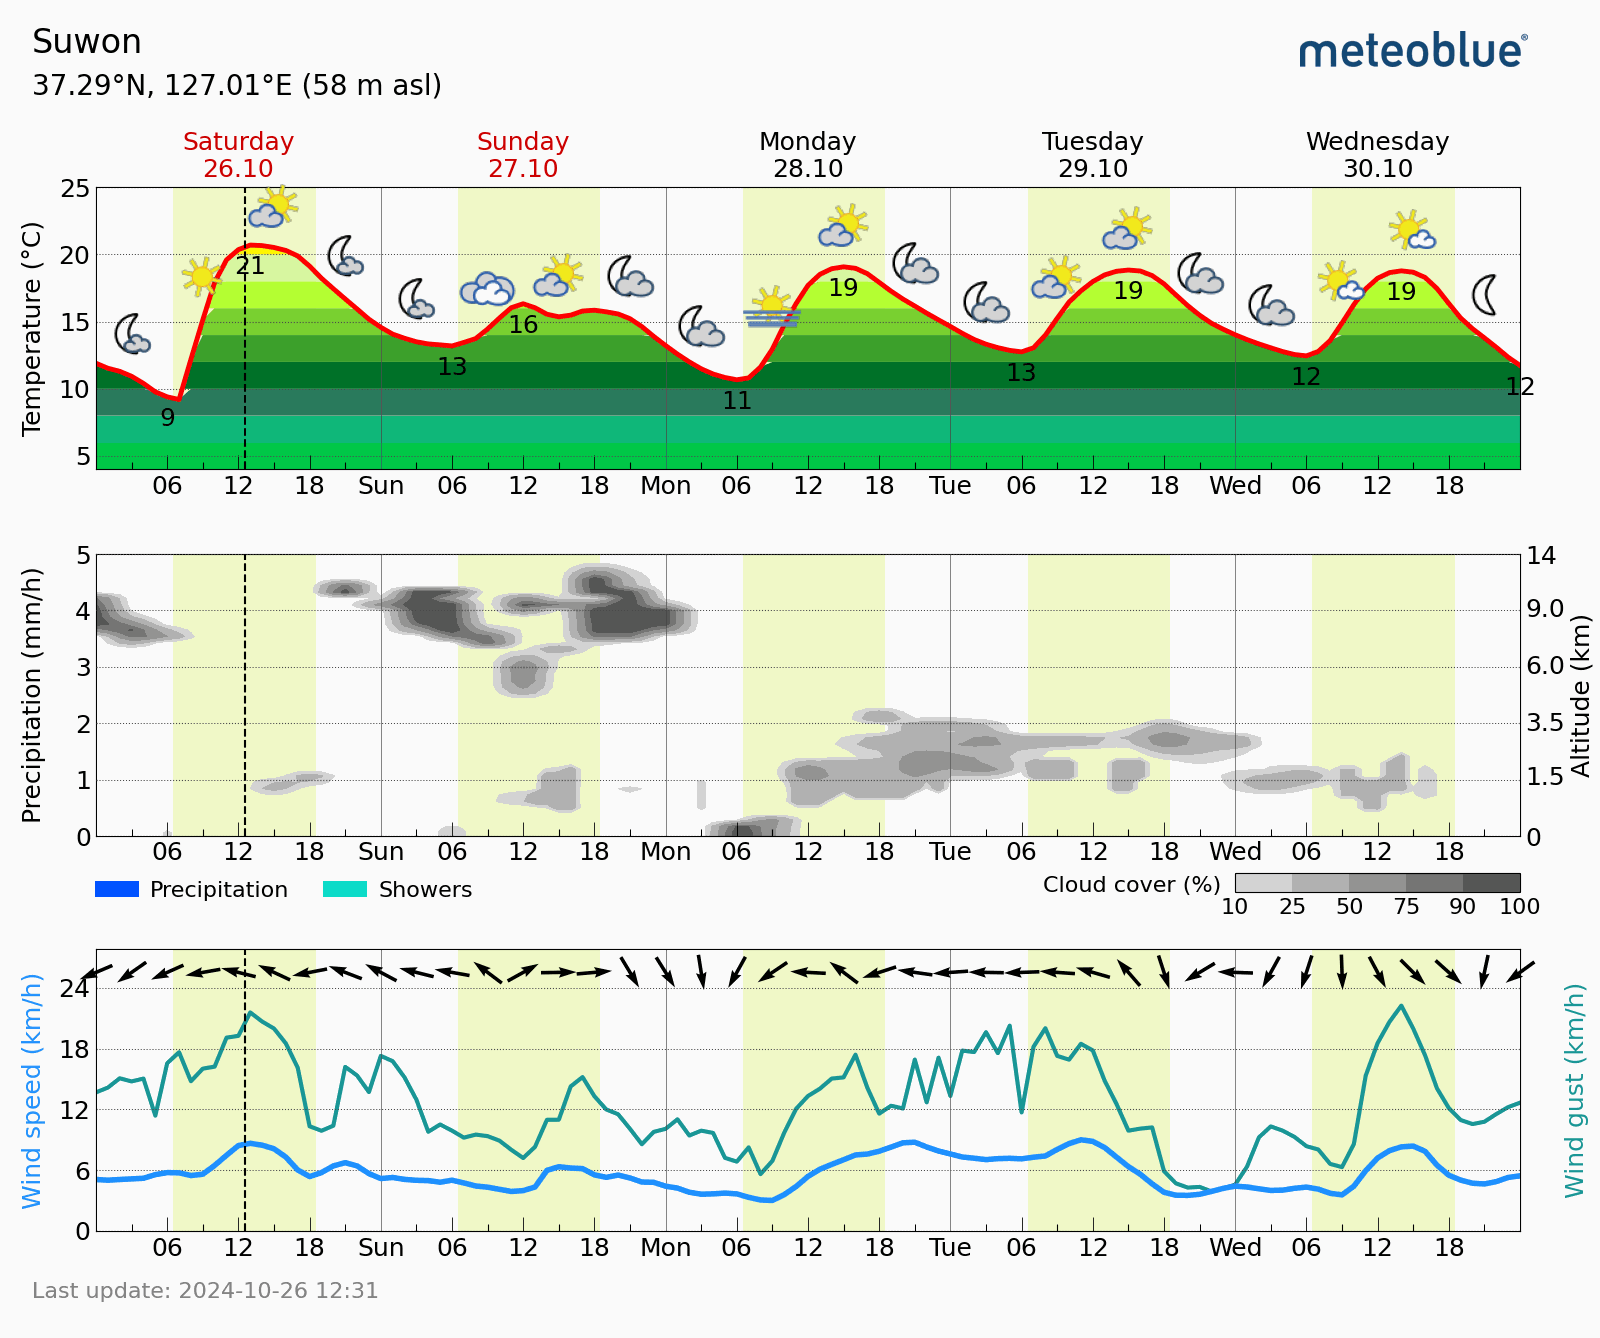 Suwon
37.29°N, 127.01°E (58 m asl)
meteoblue®
Saturday Sunday Monday Tuesday Wednesday
26.10 27.10 28.10 29.10 30.10
Temperature (°C)
25
20
15
10
5
21 19 19 19
16
9 13 11 13 12 12
06 12 18 Sun 06 12 18 Mon 06 12 18 Tue 06 12 18 Wed 06 12 18
Precipitation (mm/h)
5
4
3
2
1
0
14
9.0
6.0
3.5
1.5
0
Altitude (km)
06 12 18 Sun 06 12 18 Mon 06 12 18 Tue 06 12 18 Wed 06 12 18
Precipitation Showers Cloud cover (%)
10 25 50 75 90 100
Wind speed (km/h)
24
18
12
6
0
Wind gust (km/h)
06 12 18 Sun 06 12 18 Mon 06 12 18 Tue 06 12 18 Wed 06 12 18
Last update: 2024-10-26 12:31